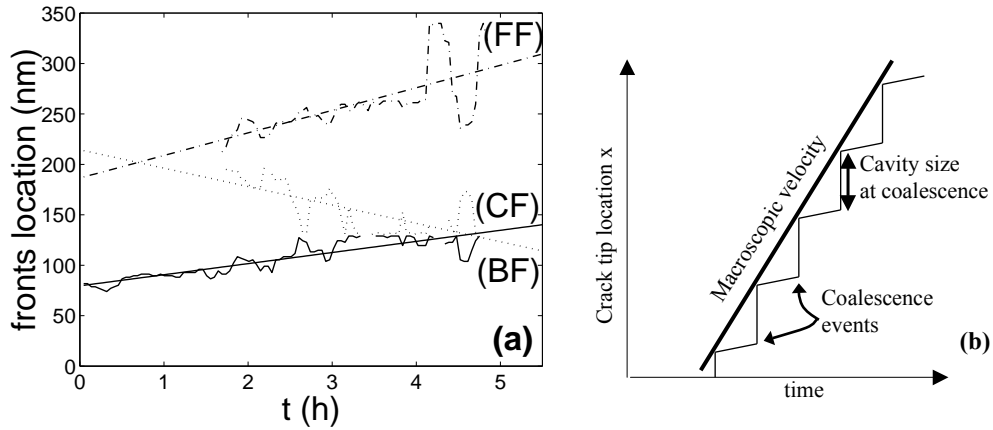 350
300
250
200
150
100
50
0
fronts location (nm)
0
1
2
3
4
5
t (h)
(FF)
(CF)
(BF)
(a)
Crack tip location x
time
Macroscopic velocity
Cavity size
at coalescence
Coalescence
events
(b)